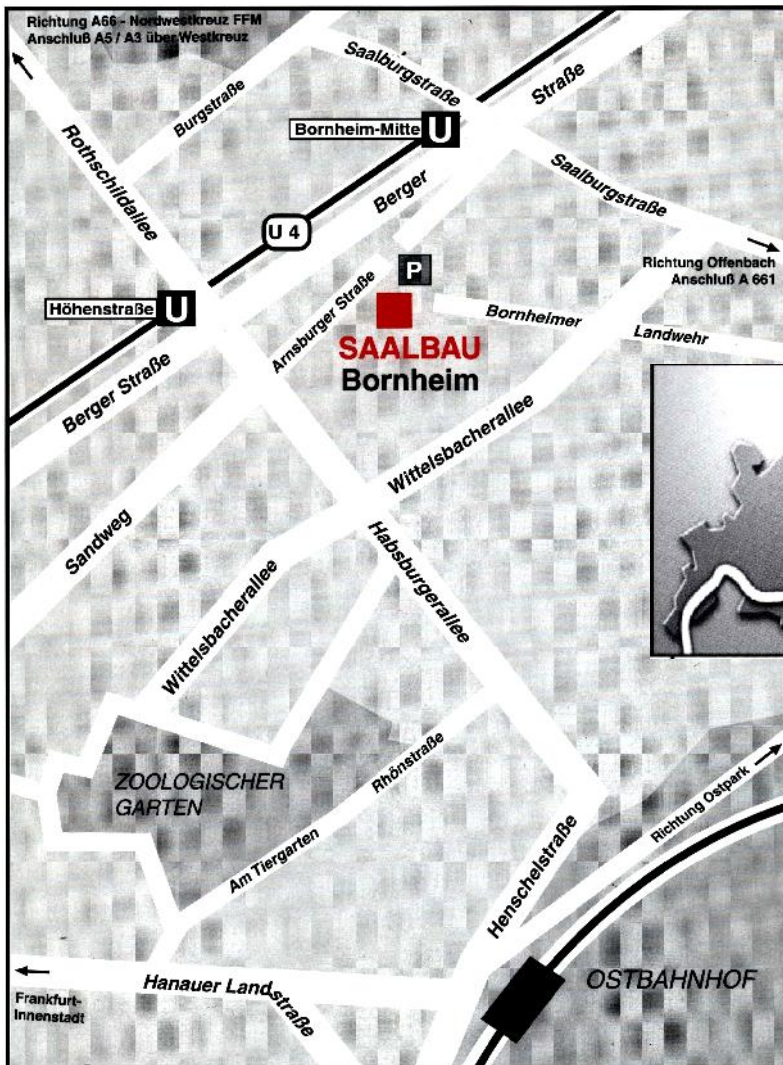 Richtung A66 - Nordwestkreuz FFM
Anschluß A5 / A3 über Westkreuz
Saalburgstraße
Straße
Burgstraße
Bornheim-Mitte U
Rothschildallee
Berger
Saalburgstraße
U 4
Richtung Offenbach
Anschluß A 661
P
Höhenstraße U
Arnsburger Straße
Bornheimer
Landwehr
SAALBAU
Bornheim
Berger Straße
Wittelsbacherallee
Sandweg
Habsburgerallee
Wittelsbacherallee
ZOOLOGISCHER
GARTEN
Rhönstraße
Richtung Ostpark
Am Tiergarten
Henschelstraße
OSTBAHNHOF
Hanauer Landstraße
Frankfurt-
Innenstadt